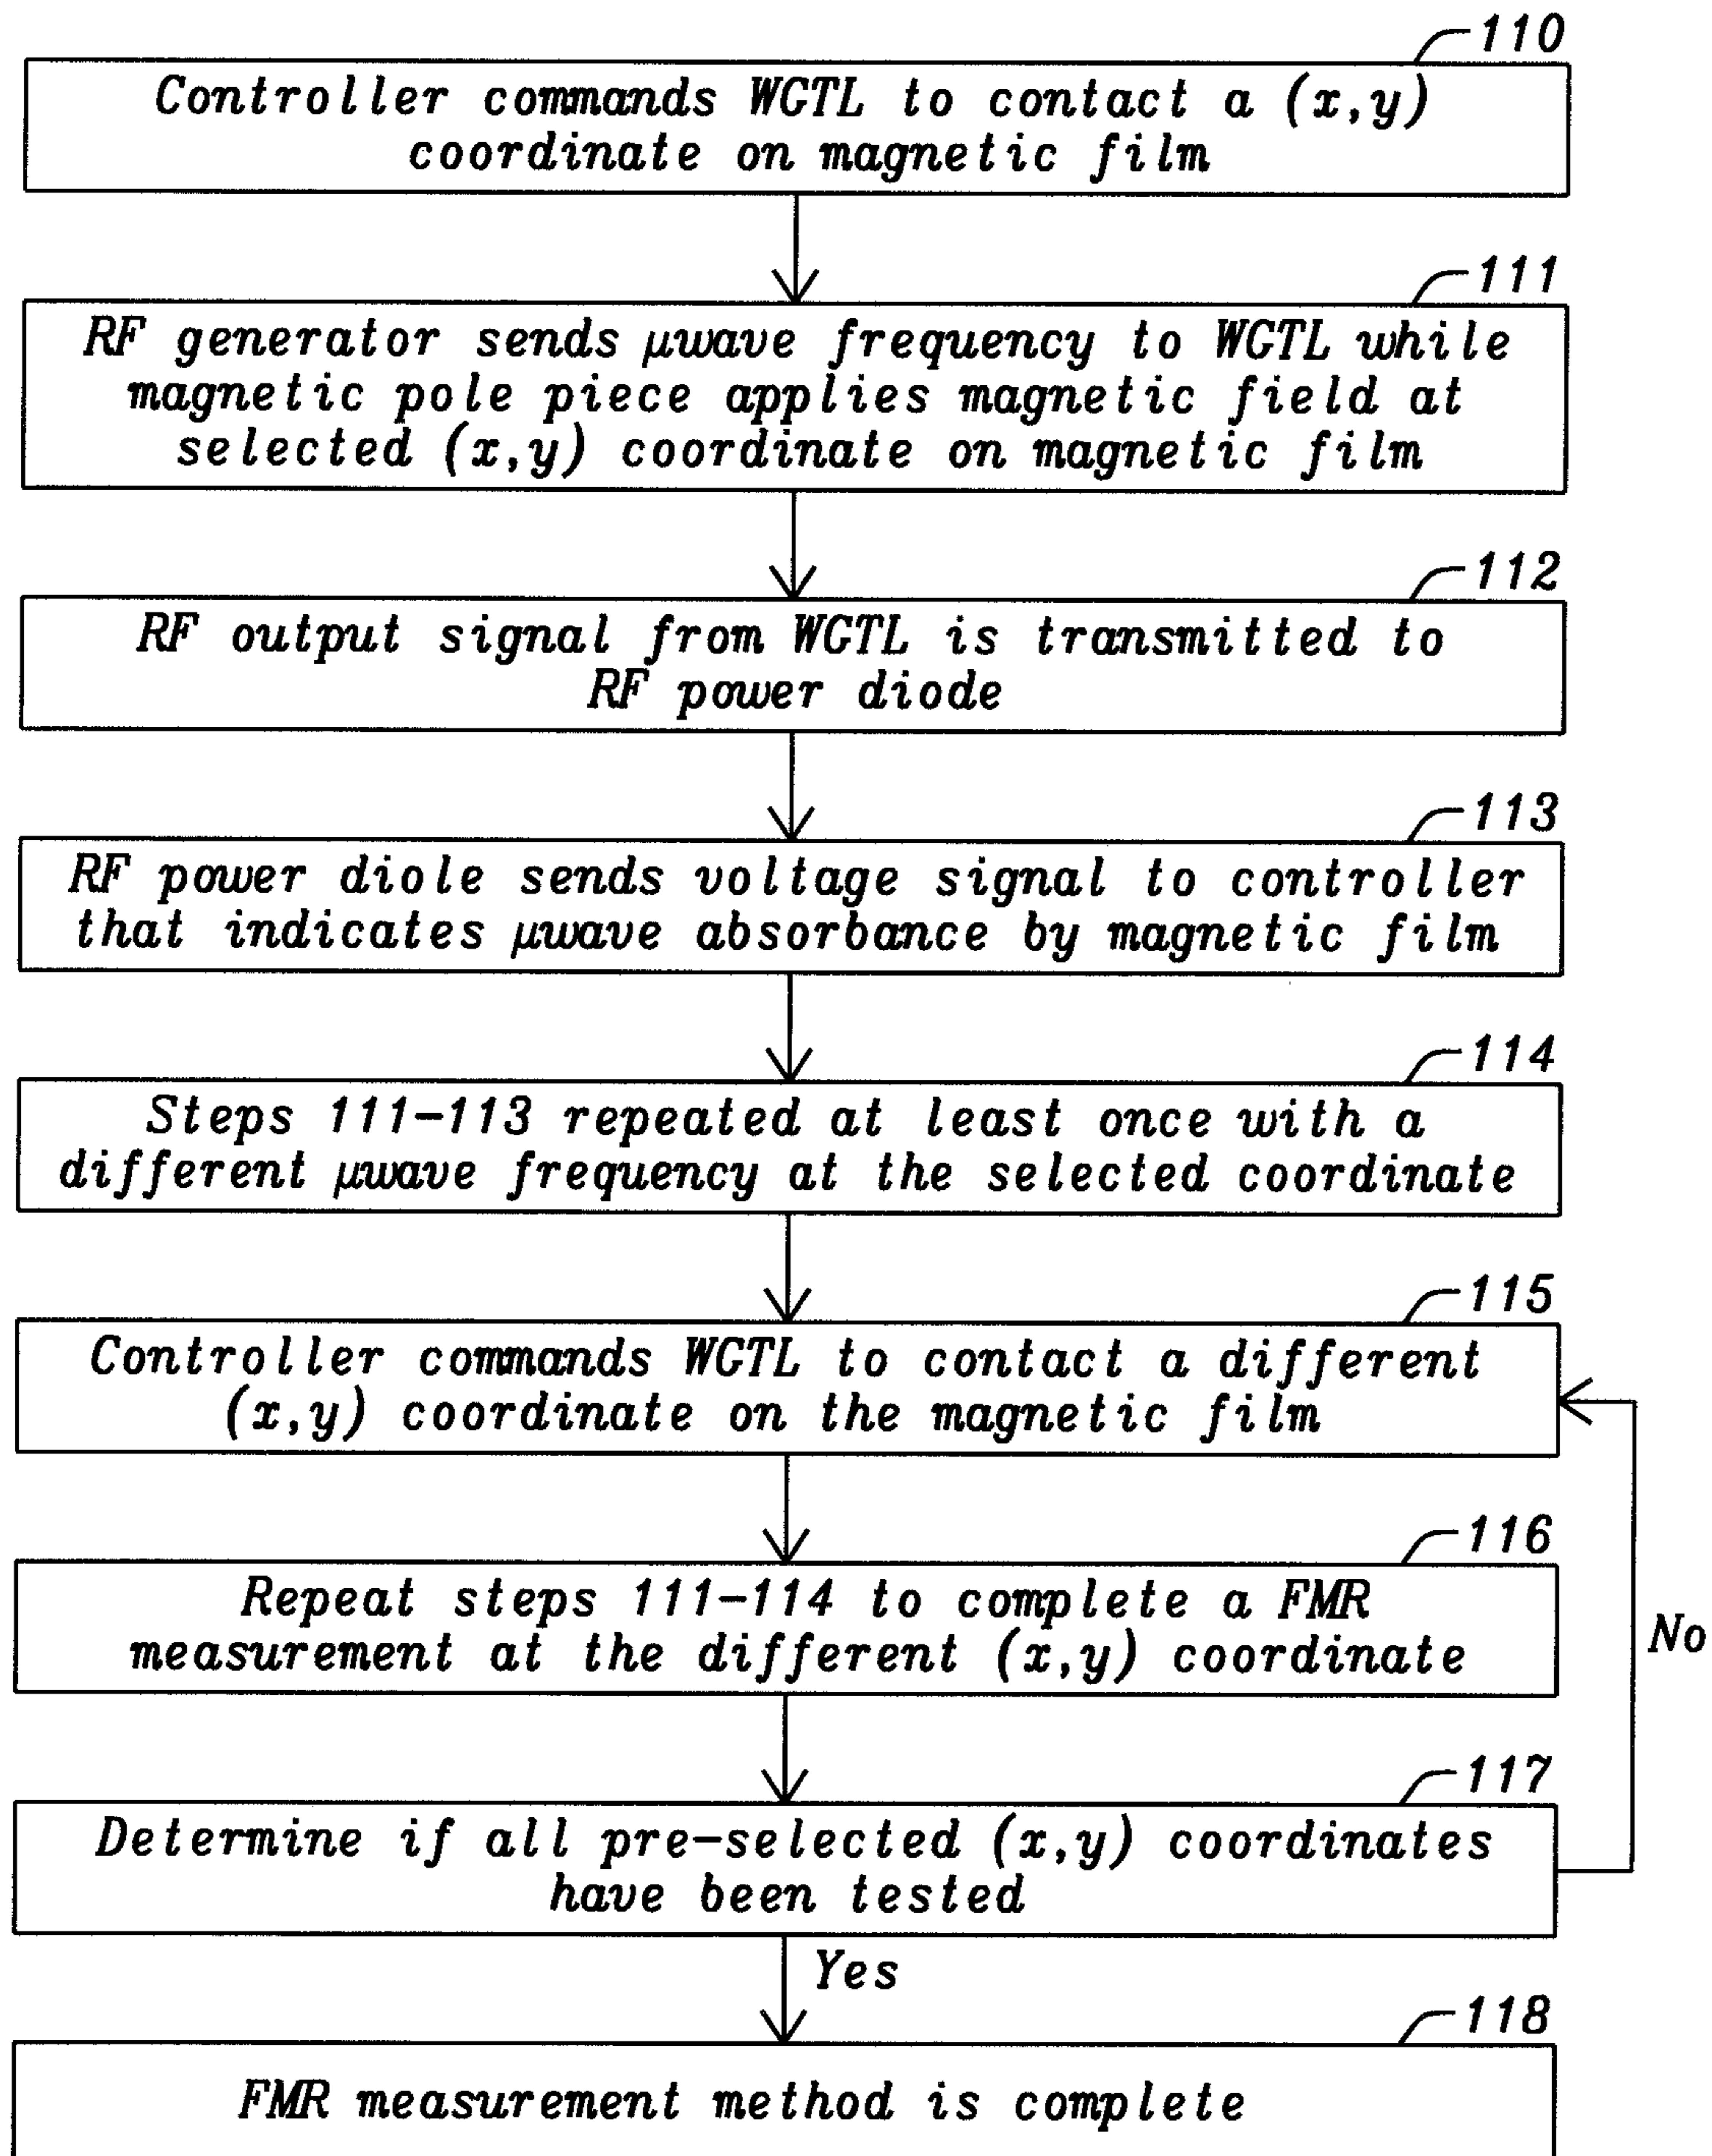 110
Controller commands WGTL to contact a (x,y)
coordinate on magnetic film
111
RF generator sends μwave frequency to WGTL while
magnetic pole piece applies magnetic field at
selected (x,y) coordinate on magnetic film
112
RF output signal from WGTL is transmitted to
RF power diode
113
RF power diole sends voltage signal to controller
that indicates μwave absorbance by magnetic film
114
Steps 111-113 repeated at least once with a
different μwave frequency at the selected coordinate
115
Controller commands WGTL to contact a different
(x,y) coordinate on the magnetic film
116
Repeat steps 111-114 to complete a FMR
measurement at the different (x,y) coordinate
No
117
Determine if all pre-selected (x,y) coordinates
have been tested
Yes
118
FMR measurement method is complete